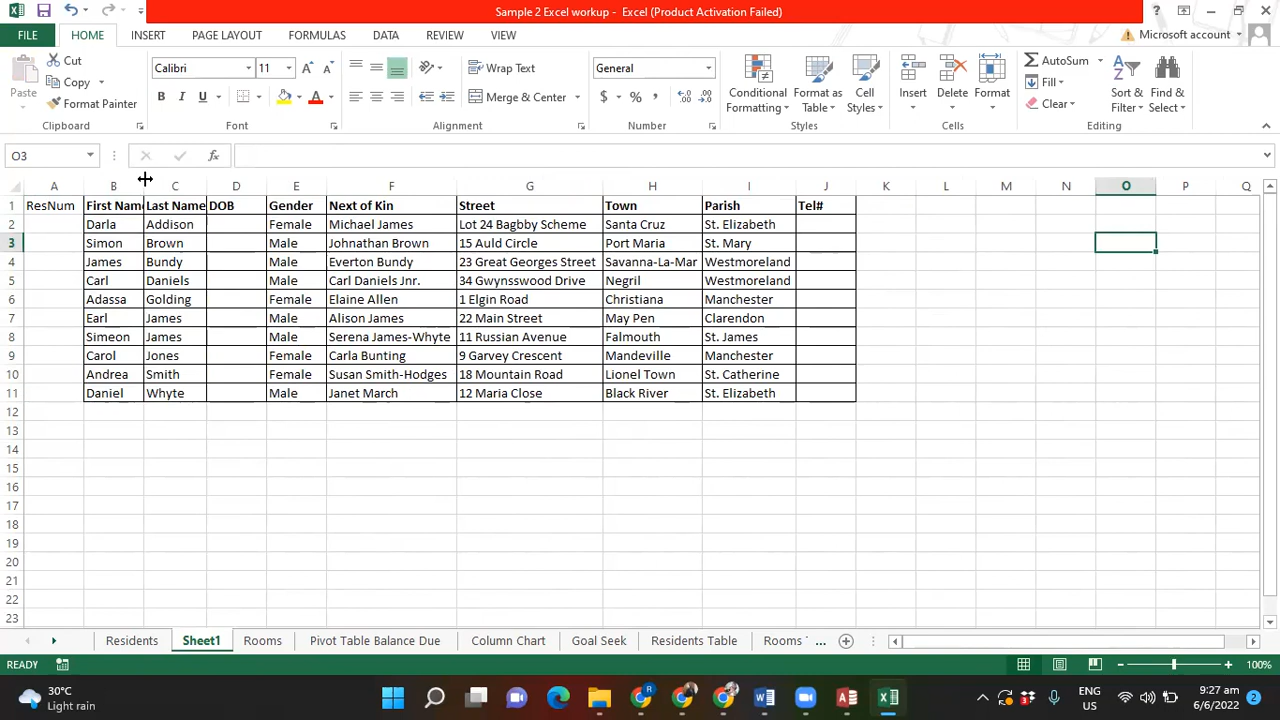 Sample 2 Excel workup - Excel (Product Activation Failed)
FILE HOME INSERT PAGE LAYOUT FORMULAS DATA REVIEW VIEW Microsoft account
Paste Cut Copy Format Painter
Calibri 11 B I U A
Wrap Text Merge & Center
General $ % ,
Conditional Formatting Format as Table Cell Styles
Insert Delete Format
AutoSum Fill Clear Sort & Filter Find & Select
Clipboard Font Alignment Number Styles Cells Editing
O3 fx
A B C D E F G H I J K L M N O P Q
1 ResNum First Name Last Name DOB Gender Next of Kin Street Town Parish Tel#
2 Darla Addison Female Michael James Lot 24 Bagbby Scheme Santa Cruz St. Elizabeth
3 Simon Brown Male Johnathan Brown 15 Auld Circle Port Maria St. Mary
4 James Bundy Male Everton Bundy 23 Great Georges Street Savanna-La-Mar Westmoreland
5 Carl Daniels Male Carl Daniels Jnr. 34 Gwynsswood Drive Negril Westmoreland
6 Adassa Golding Female Elaine Allen 1 Elgin Road Christiana Manchester
7 Earl James Male Alison James 22 Main Street May Pen Clarendon
8 Simeon James Male Serena James-Whyte 11 Russian Avenue Falmouth St. James
9 Carol Jones Female Carla Bunting 9 Garvey Crescent Mandeville Manchester
10 Andrea Smith Female Susan Smith-Hodges 18 Mountain Road Lionel Town St. Catherine
11 Daniel Whyte Male Janet March 12 Maria Close Black River St. Elizabeth
12
13
14
15
16
17
18
19
20
21
22
23
Residents Sheet1 Rooms Pivot Table Balance Due Column Chart Goal Seek Residents Table Rooms ...
READY 100%
30°C
Light rain
ENG
QC
9:27 am
6/6/2022
2